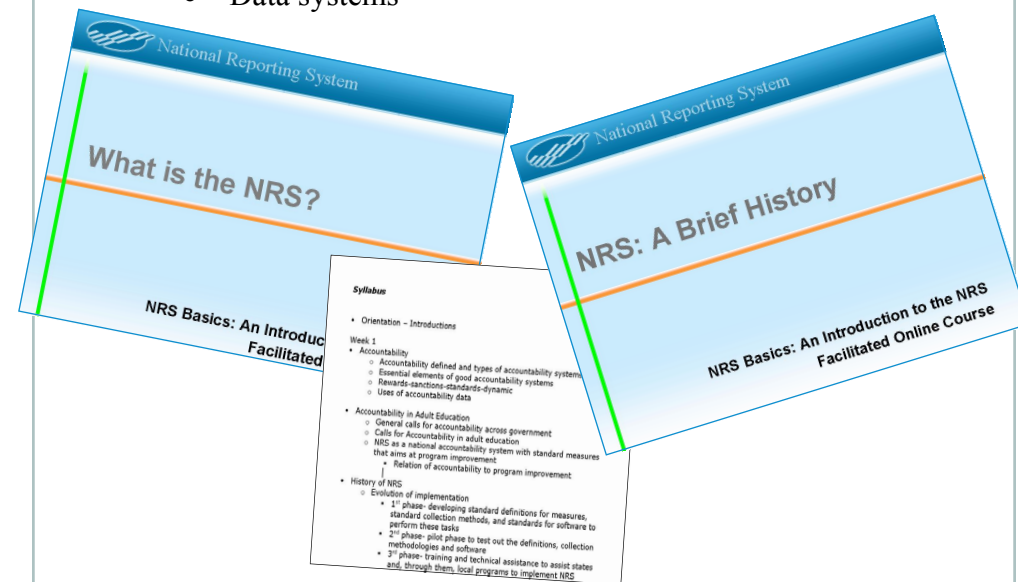 Data systems
National Reporting System
What is the NRS?
NRS Basics: An Introduc
Facilitated
National Reporting System
NRS: A Brief History
NRS Basics: An Introduction to the NRS
Facilitated Online Course
Syllabus
• Orientation – Introductions
Week 1
• Accountability
o Accountability defined and types of accountability systems
o Essential elements of good accountability systems
o Rewards-sanctions-standards-dynamic
o Uses of accountability data
• Accountability in Adult Education
o General calls for accountability across government
o Calls for Accountability in adult education
o NRS as a national accountability system with standard measures
that aims at program improvement
▪ Relation of accountability to program improvement
• History of NRS
o Evolution of implementation
▪ 1st phase- developing standard definitions for measures,
standard collection methods, and standards for software to
perform these tasks
▪ 2nd phase- pilot phase to test out the definitions, collection
methodologies and software
▪ 3rd phase- training and technical assistance to assist states
and, through them, local programs to implement NRS